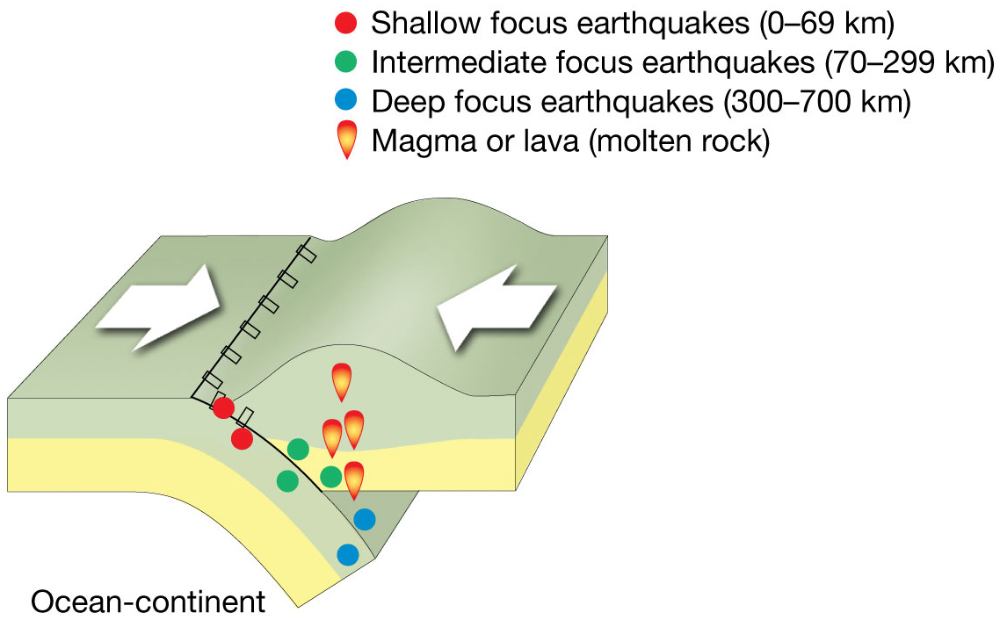 Shallow focus earthquakes (0–69 km)
Intermediate focus earthquakes (70–299 km)
Deep focus earthquakes (300–700 km)
Magma or lava (molten rock)
Ocean-continent